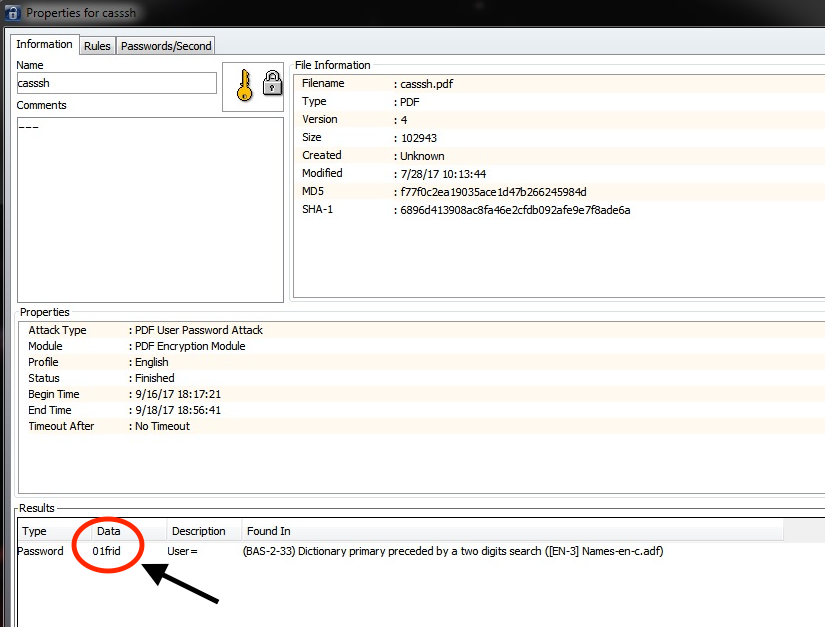 Properties for casssh
Information Rules Passwords/Second
Name
casssh
Comments
---
File Information
Filename : casssh.pdf
Type : PDF
Version : 4
Size : 102943
Created : Unknown
Modified : 7/28/17 10:13:44
MD5 : f77f0c2ea19035ace1d47b266245984d
SHA-1 : 6896d413908ac8fa46e2cfdb092afe9e7f8ade6a
Properties
Attack Type : PDF User Password Attack
Module : PDF Encryption Module
Profile : English
Status : Finished
Begin Time : 9/16/17 18:17:21
End Time : 9/18/17 18:56:41
Timeout After : No Timeout
Results
Type Data Description Found In
Password 01frid User= (BAS-2-33) Dictionary primary preceded by a two digits search ([EN-3] Names-en-c.adf)